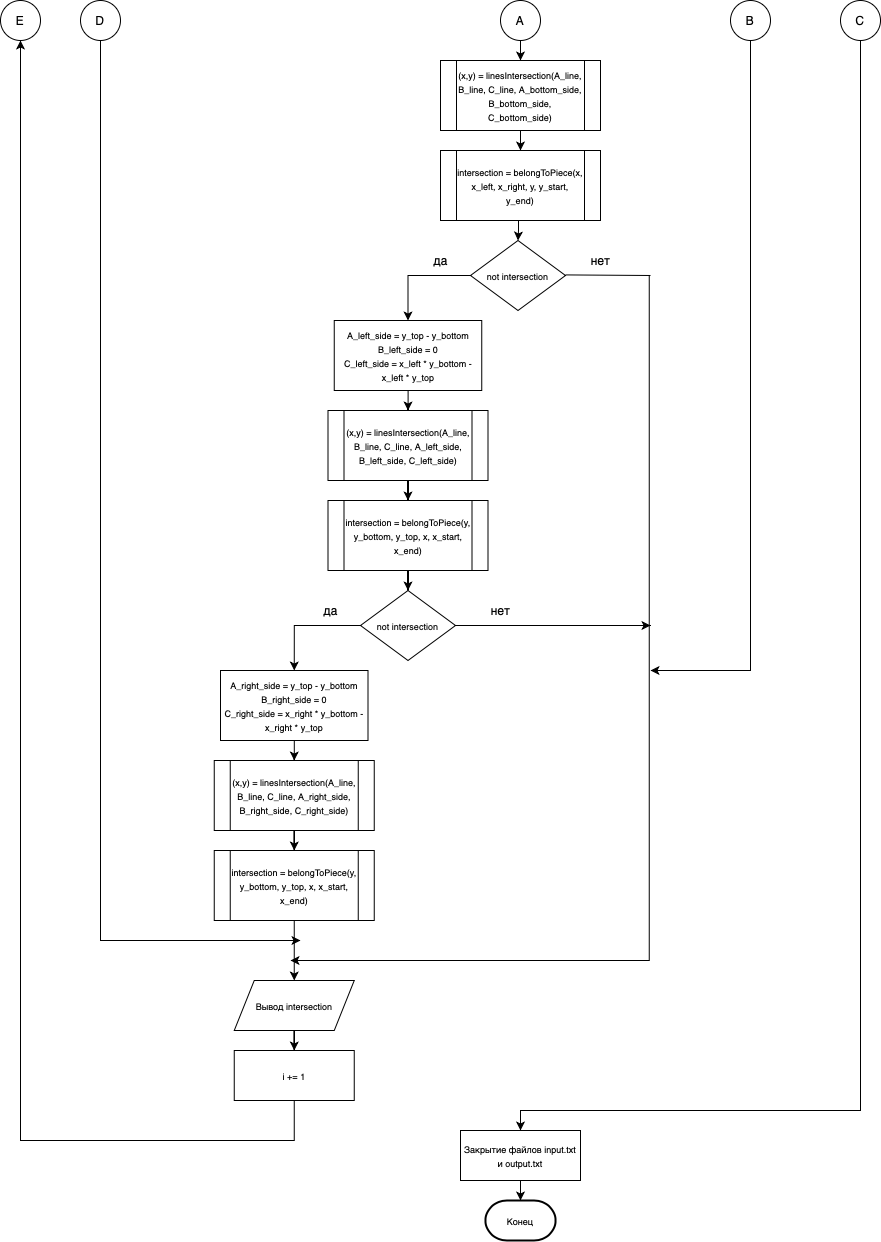 E
D
A
B
C
(x,y) = linesIntersection(A_line,
B_line, C_line, A_bottom_side,
B_bottom_side,
C_bottom_side)
intersection = belongToPiece(x,
x_left, x_right, y, y_start,
y_end)
да
нет
not intersection
A_left_side = y_top - y_bottom
B_left_side = 0
C_left_side = x_left * y_bottom -
x_left * y_top
(x,y) = linesIntersection(A_line,
B_line, C_line, A_left_side,
B_left_side, C_left_side)
intersection = belongToPiece(y,
y_bottom, y_top, x, x_start,
x_end)
да
нет
not intersection
A_right_side = y_top - y_bottom
B_right_side = 0
C_right_side = x_right * y_bottom -
x_right * y_top
(x,y) = linesIntersection(A_line,
B_line, C_line, A_right_side,
B_right_side, C_right_side)
intersection = belongToPiece(y,
y_bottom, y_top, x, x_start,
x_end)
Вывод intersection
i += 1
Закрытие файлов input.txt
и output.txt
Конец